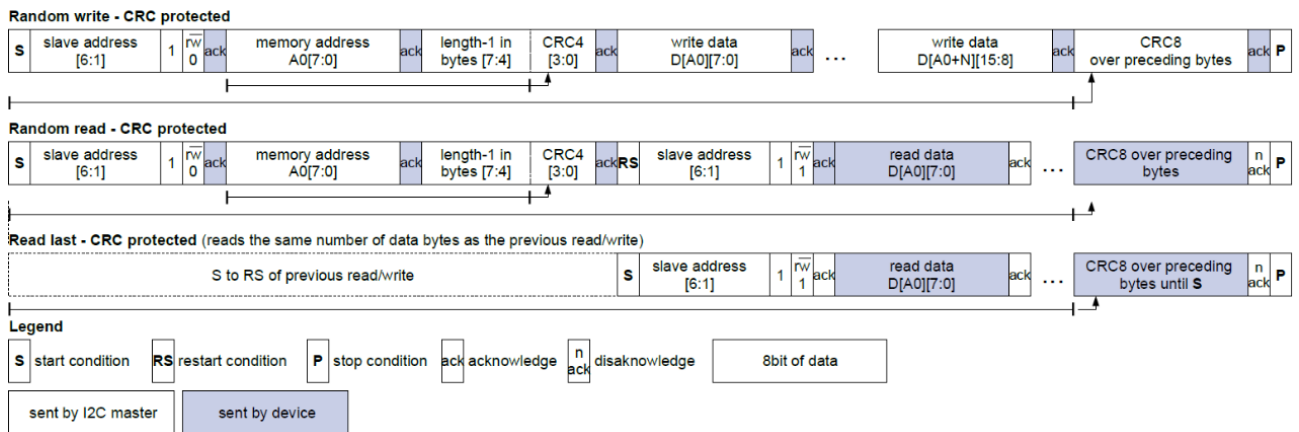 Random write - CRC protected
S slave address [6:1] 1 rw 0 ack memory address A0[7:0] ack length-1 in bytes [7:4] CRC4 [3:0] ack write data D[A0][7:0] ack ... write data D[A0+N][15:8] ack CRC8 over preceding bytes ack P
Random read - CRC protected
S slave address [6:1] 1 rw 0 ack memory address A0[7:0] ack length-1 in bytes [7:4] CRC4 [3:0] ack RS slave address [6:1] 1 rw 1 ack read data D[A0][7:0] ack ... CRC8 over preceding bytes n ack P
Read last - CRC protected (reads the same number of data bytes as the previous read/write)
S to RS of previous read/write S slave address [6:1] 1 rw 1 ack read data D[A0][7:0] ack ... CRC8 over preceding bytes until S n ack P
Legend
S start condition RS restart condition P stop condition ack acknowledge n ack disaknowledge 8bit of data
sent by I2C master sent by device